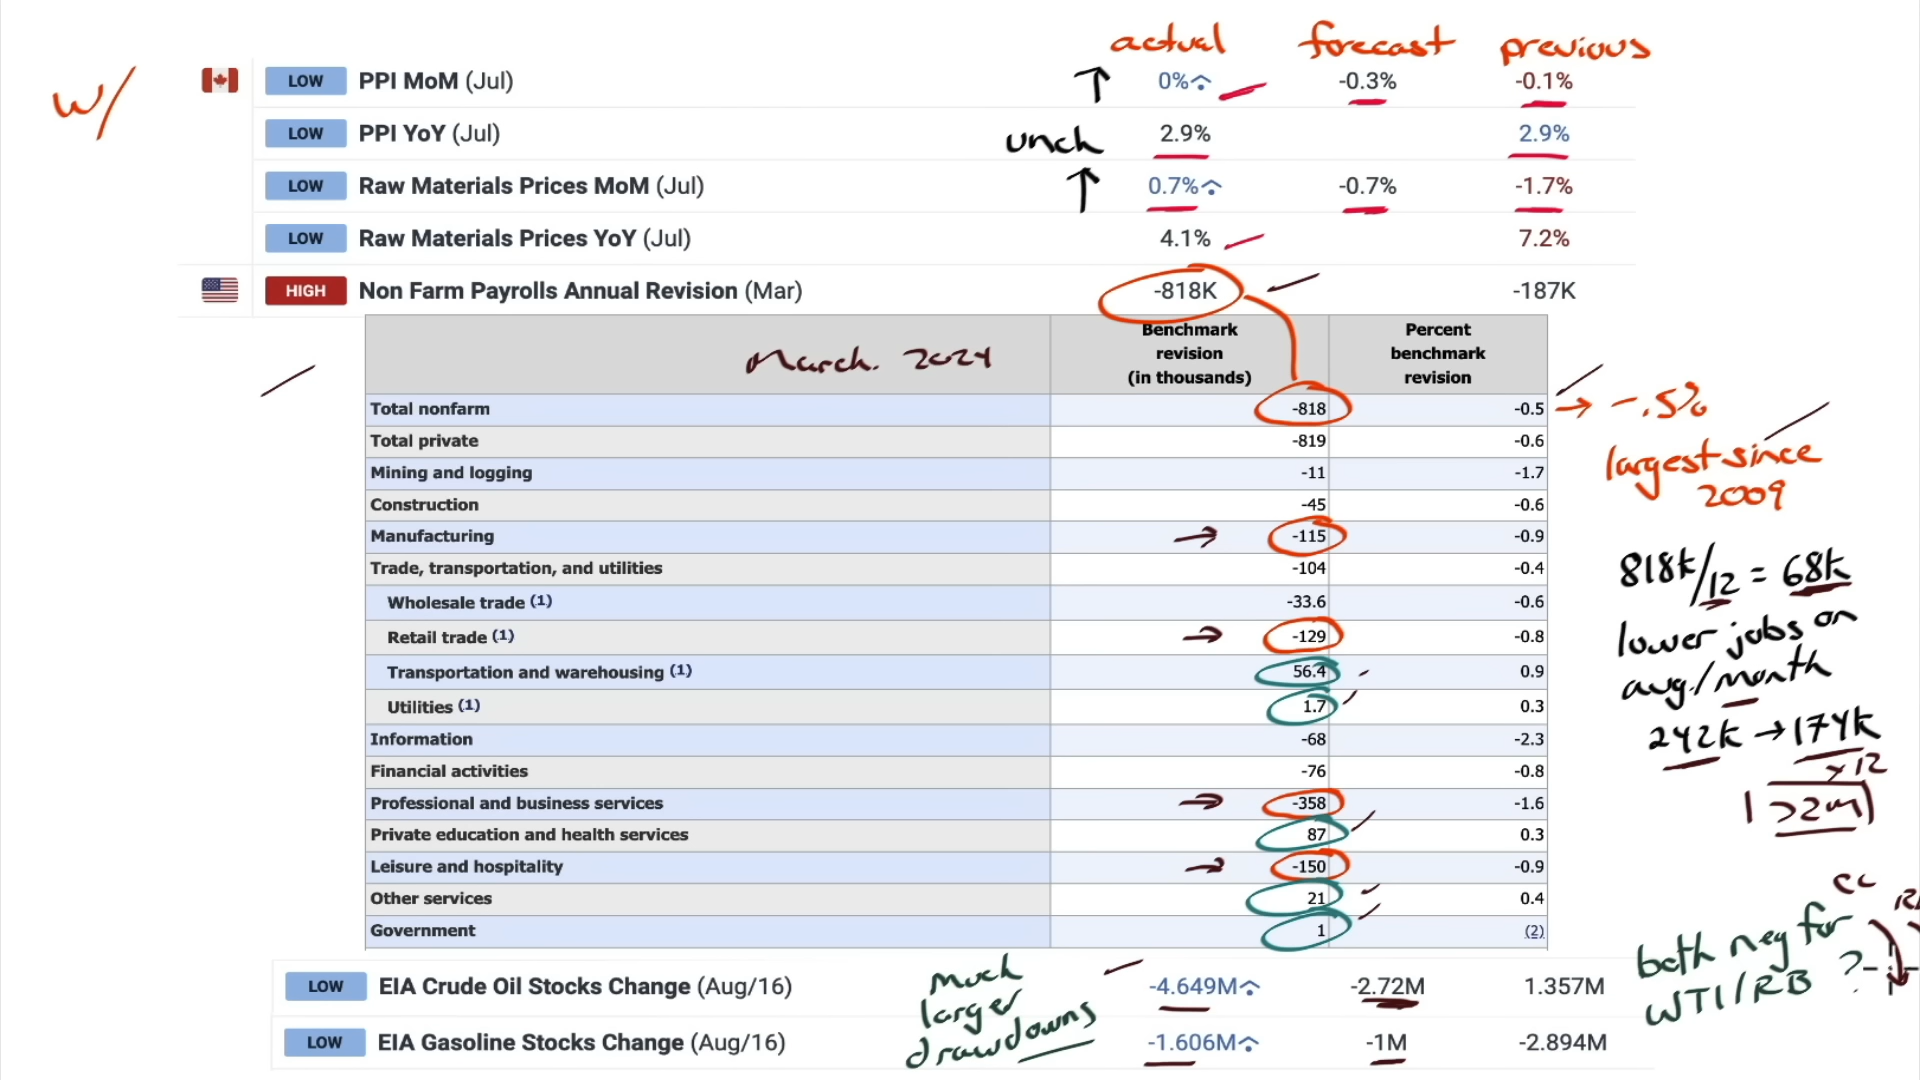 actual forecast previous
w/ LOW PPI MoM (Jul) ↑ 0% -0.3% -0.1%
LOW PPI YoY (Jul) unch 2.9% 2.9%
LOW Raw Materials Prices MoM (Jul) ↑ 0.7% -0.7% -1.7%
LOW Raw Materials Prices YoY (Jul) 4.1% 7.2%
HIGH Non Farm Payrolls Annual Revision (Mar) -818K -187K
March. 2024
Benchmark revision (in thousands)
Percent benchmark revision
Total nonfarm -818 -0.5 → -.5%
Total private -819 -0.6
largest since
2009
Mining and logging -11 -1.7
Construction -45 -0.6
Manufacturing → -115 -0.9
Trade, transportation, and utilities -104 -0.4
818k/12 = 68k
Wholesale trade (1) -33.6 -0.6
Retail trade (1) → -129 -0.8
lower jobs on
avg./month
Transportation and warehousing (1) 56.4 0.9
Utilities (1) 1.7 0.3
Information -68 -2.3
242k → 174k
x12
Financial activities -76 -0.8
Professional and business services → -358 -1.6
>2m
Private education and health services 87 0.3
Leisure and hospitality → -150 -0.9
Other services 21 0.4
Government 1 (2)
CC
both neg for
WTI/RB ?
much
larger
drawdowns
LOW EIA Crude Oil Stocks Change (Aug/16) -4.649M -2.72M 1.357M
LOW EIA Gasoline Stocks Change (Aug/16) -1.606M -1M -2.894M